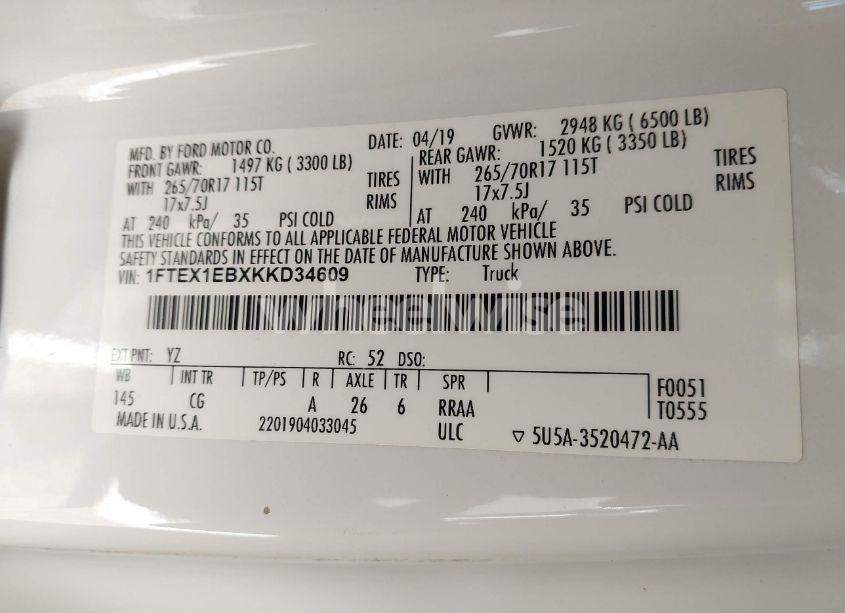 MFD. BY FORD MOTOR CO. DATE: 04/19 GVWR: 2948 KG ( 6500 LB)
FRONT GAWR: 1497 KG ( 3300 LB) REAR GAWR: 1520 KG ( 3350 LB)
WITH 265/70R17 115T TIRES WITH 265/70R17 115T TIRES
17x7.5J RIMS 17x7.5J RIMS
AT 240 kPa/ 35 PSI COLD AT 240 kPa/ 35 PSI COLD
THIS VEHICLE CONFORMS TO ALL APPLICABLE FEDERAL MOTOR VEHICLE
SAFETY STANDARDS IN EFFECT ON THE DATE OF MANUFACTURE SHOWN ABOVE.
VIN: 1FTEX1EBXKKD34609 TYPE: Truck
wheelwise
EXT PNT: YZ RC: 52 DSO:
WB INT TR TP/PS R AXLE TR SPR F0051
145 CG A 26 6 RRAA T0555
MADE IN U.S.A. 2201904033045 ULC ▽ 5U5A-3520472-AA